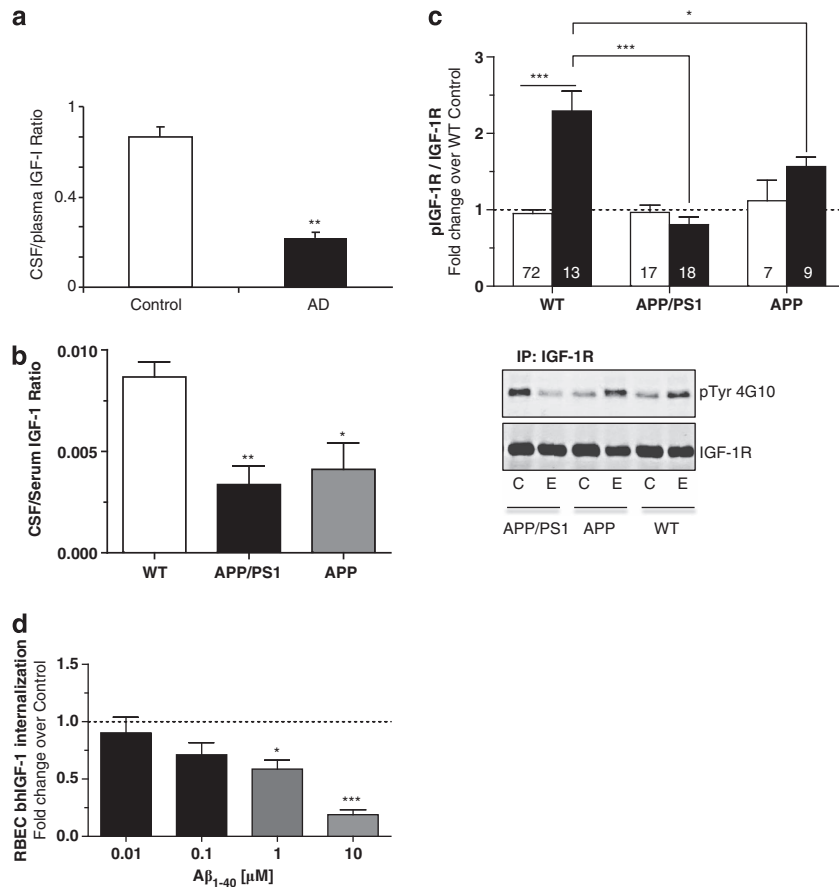 a
CSF/plasma IGF-I Ratio
1
0.4
0
**
Control
AD
b
CSF/Serum IGF-1 Ratio
0.010
0.005
0.000
**
*
WT
APP/PS1
APP
c
pIGF-1R / IGF-1R
Fold change over WT Control
3
2
1
0
***
***
*
72
13
17
18
7
9
WT
APP/PS1
APP
IP: IGF-1R
pTyr 4G10
IGF-1R
C E C E C E
APP/PS1 APP WT
d
RBEC bhIGF-1 internalization
Fold change over Control
1.5
1.0
0.5
0.0
*
***
0.01
0.1
1
10
Aβ1-40 [μM]